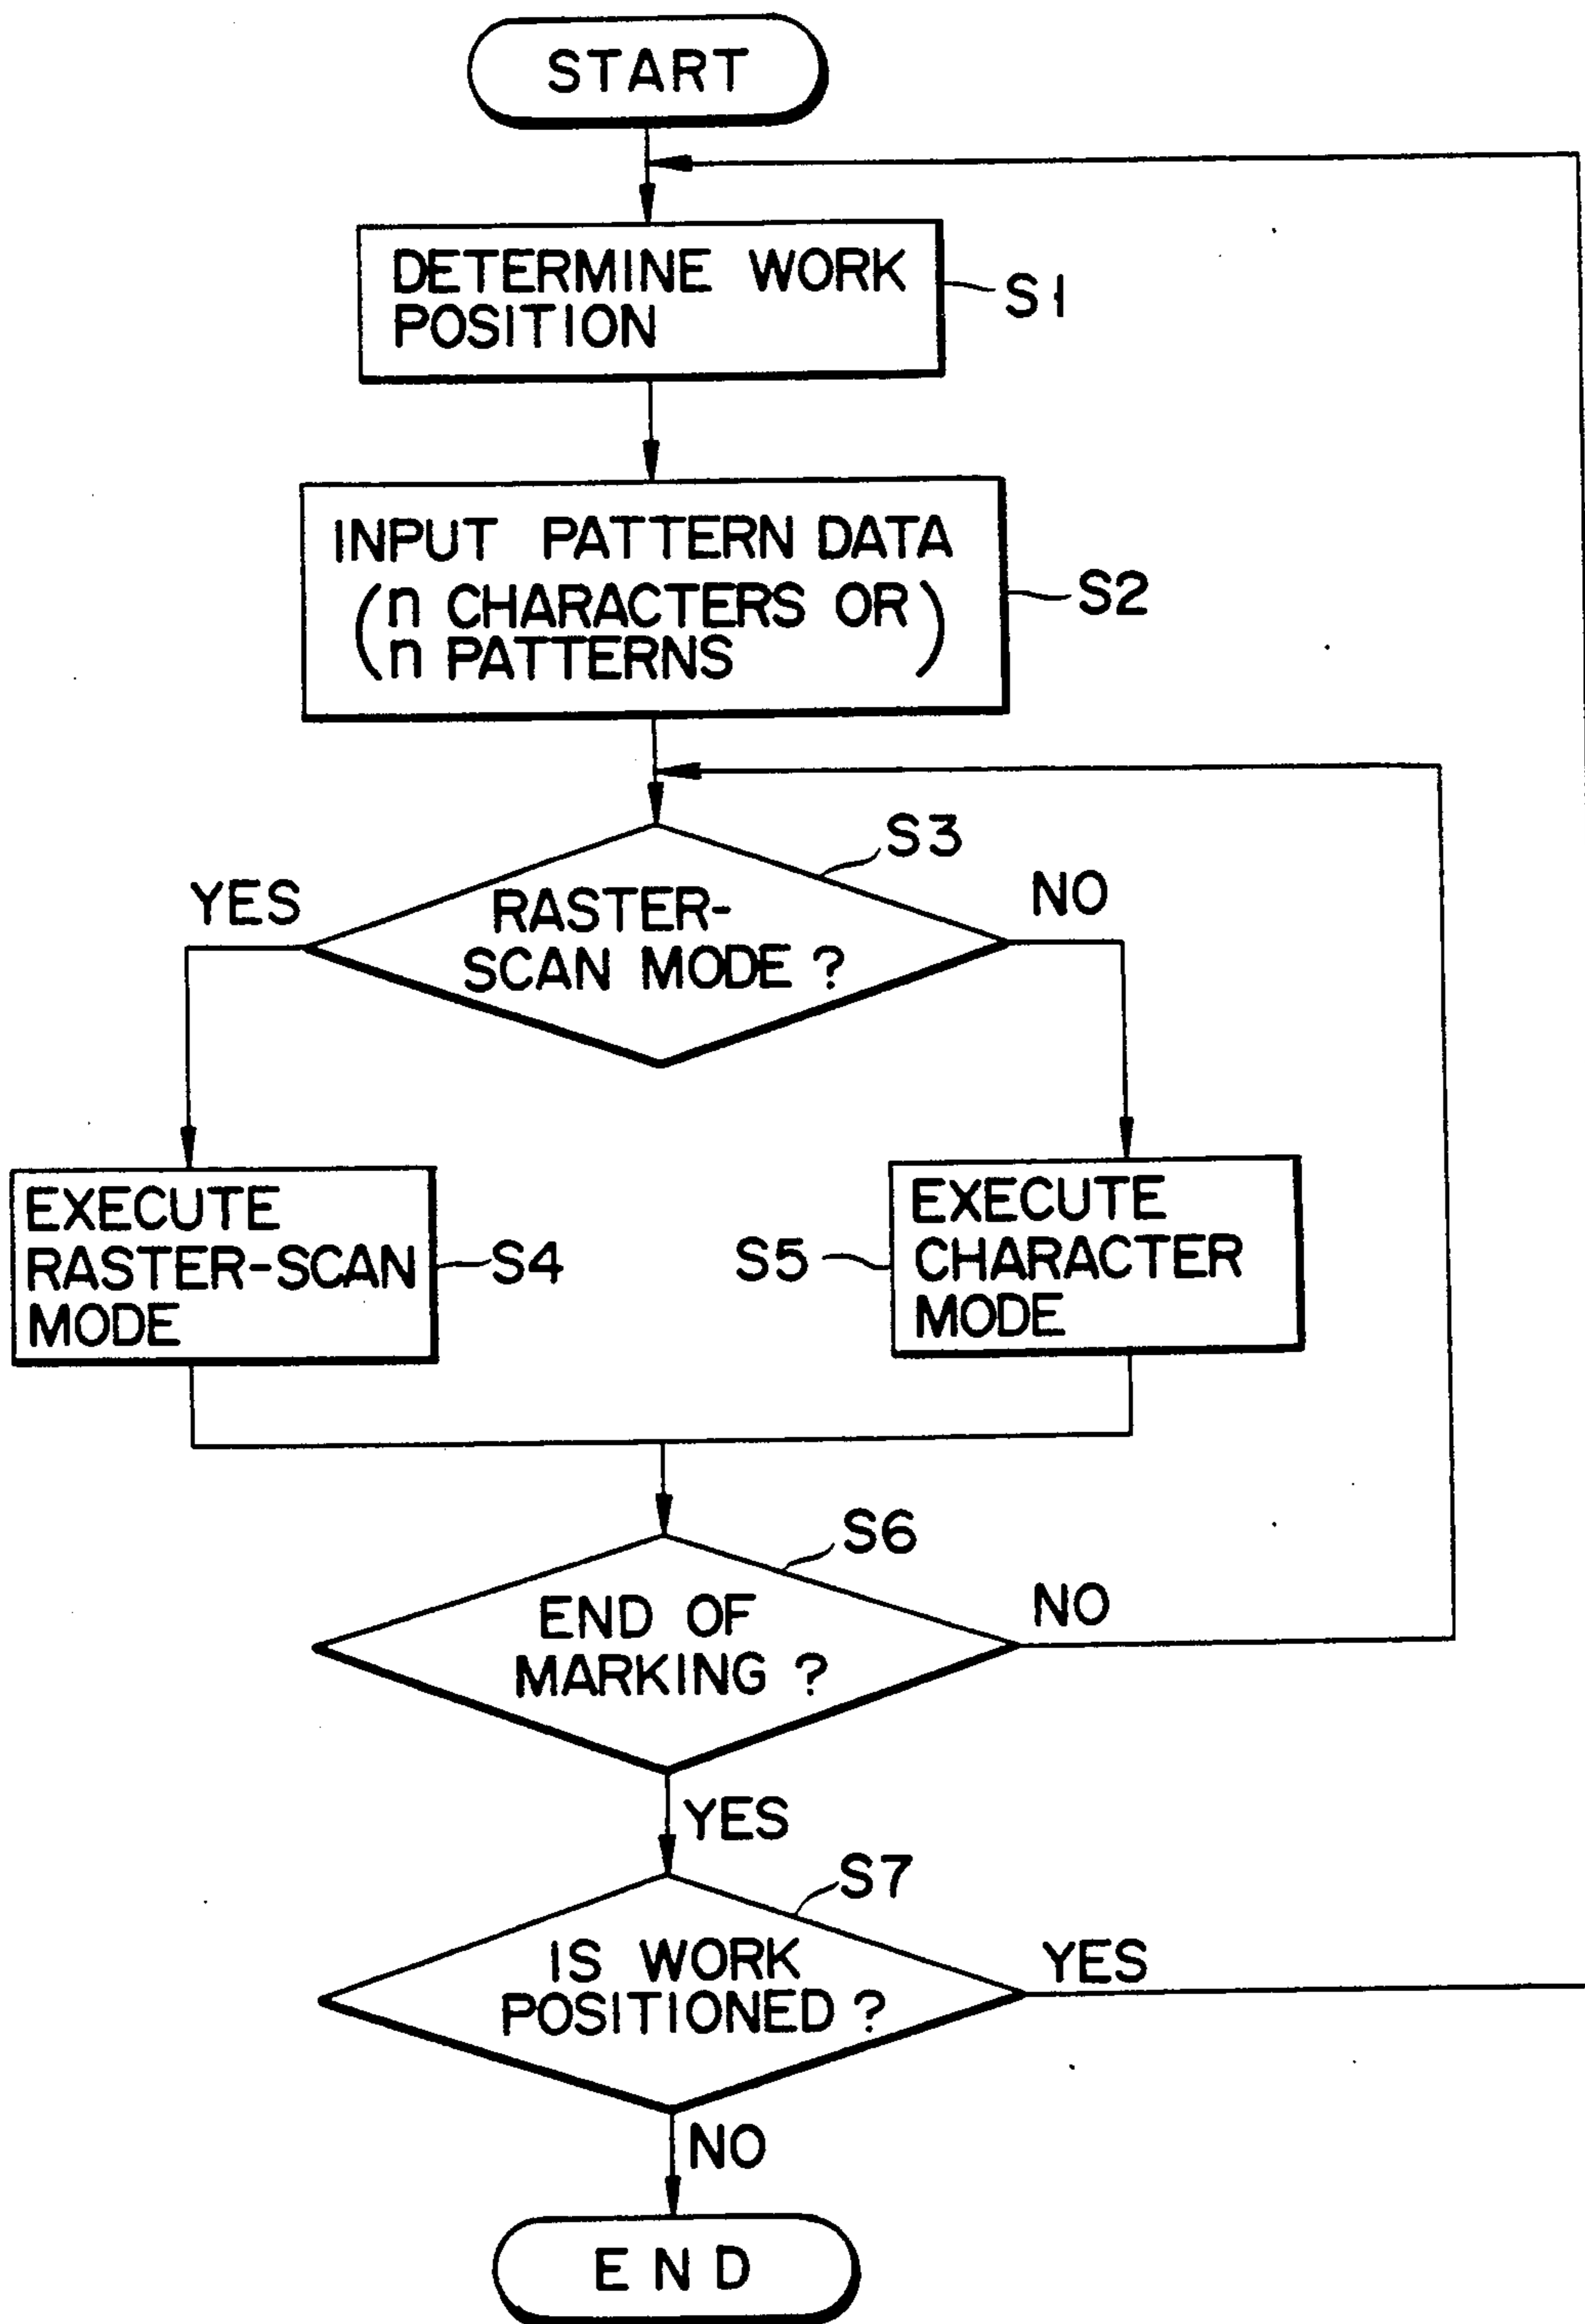 START
DETERMINE WORK
POSITION
S1
INPUT PATTERN DATA
(n CHARACTERS OR
n PATTERNS)
S2
S3
YES
RASTER-
SCAN MODE ?
NO
EXECUTE
RASTER-SCAN
MODE
S4
S5
EXECUTE
CHARACTER
MODE
S6
END OF
MARKING ?
NO
YES
S7
IS WORK
POSITIONED ?
YES
NO
END